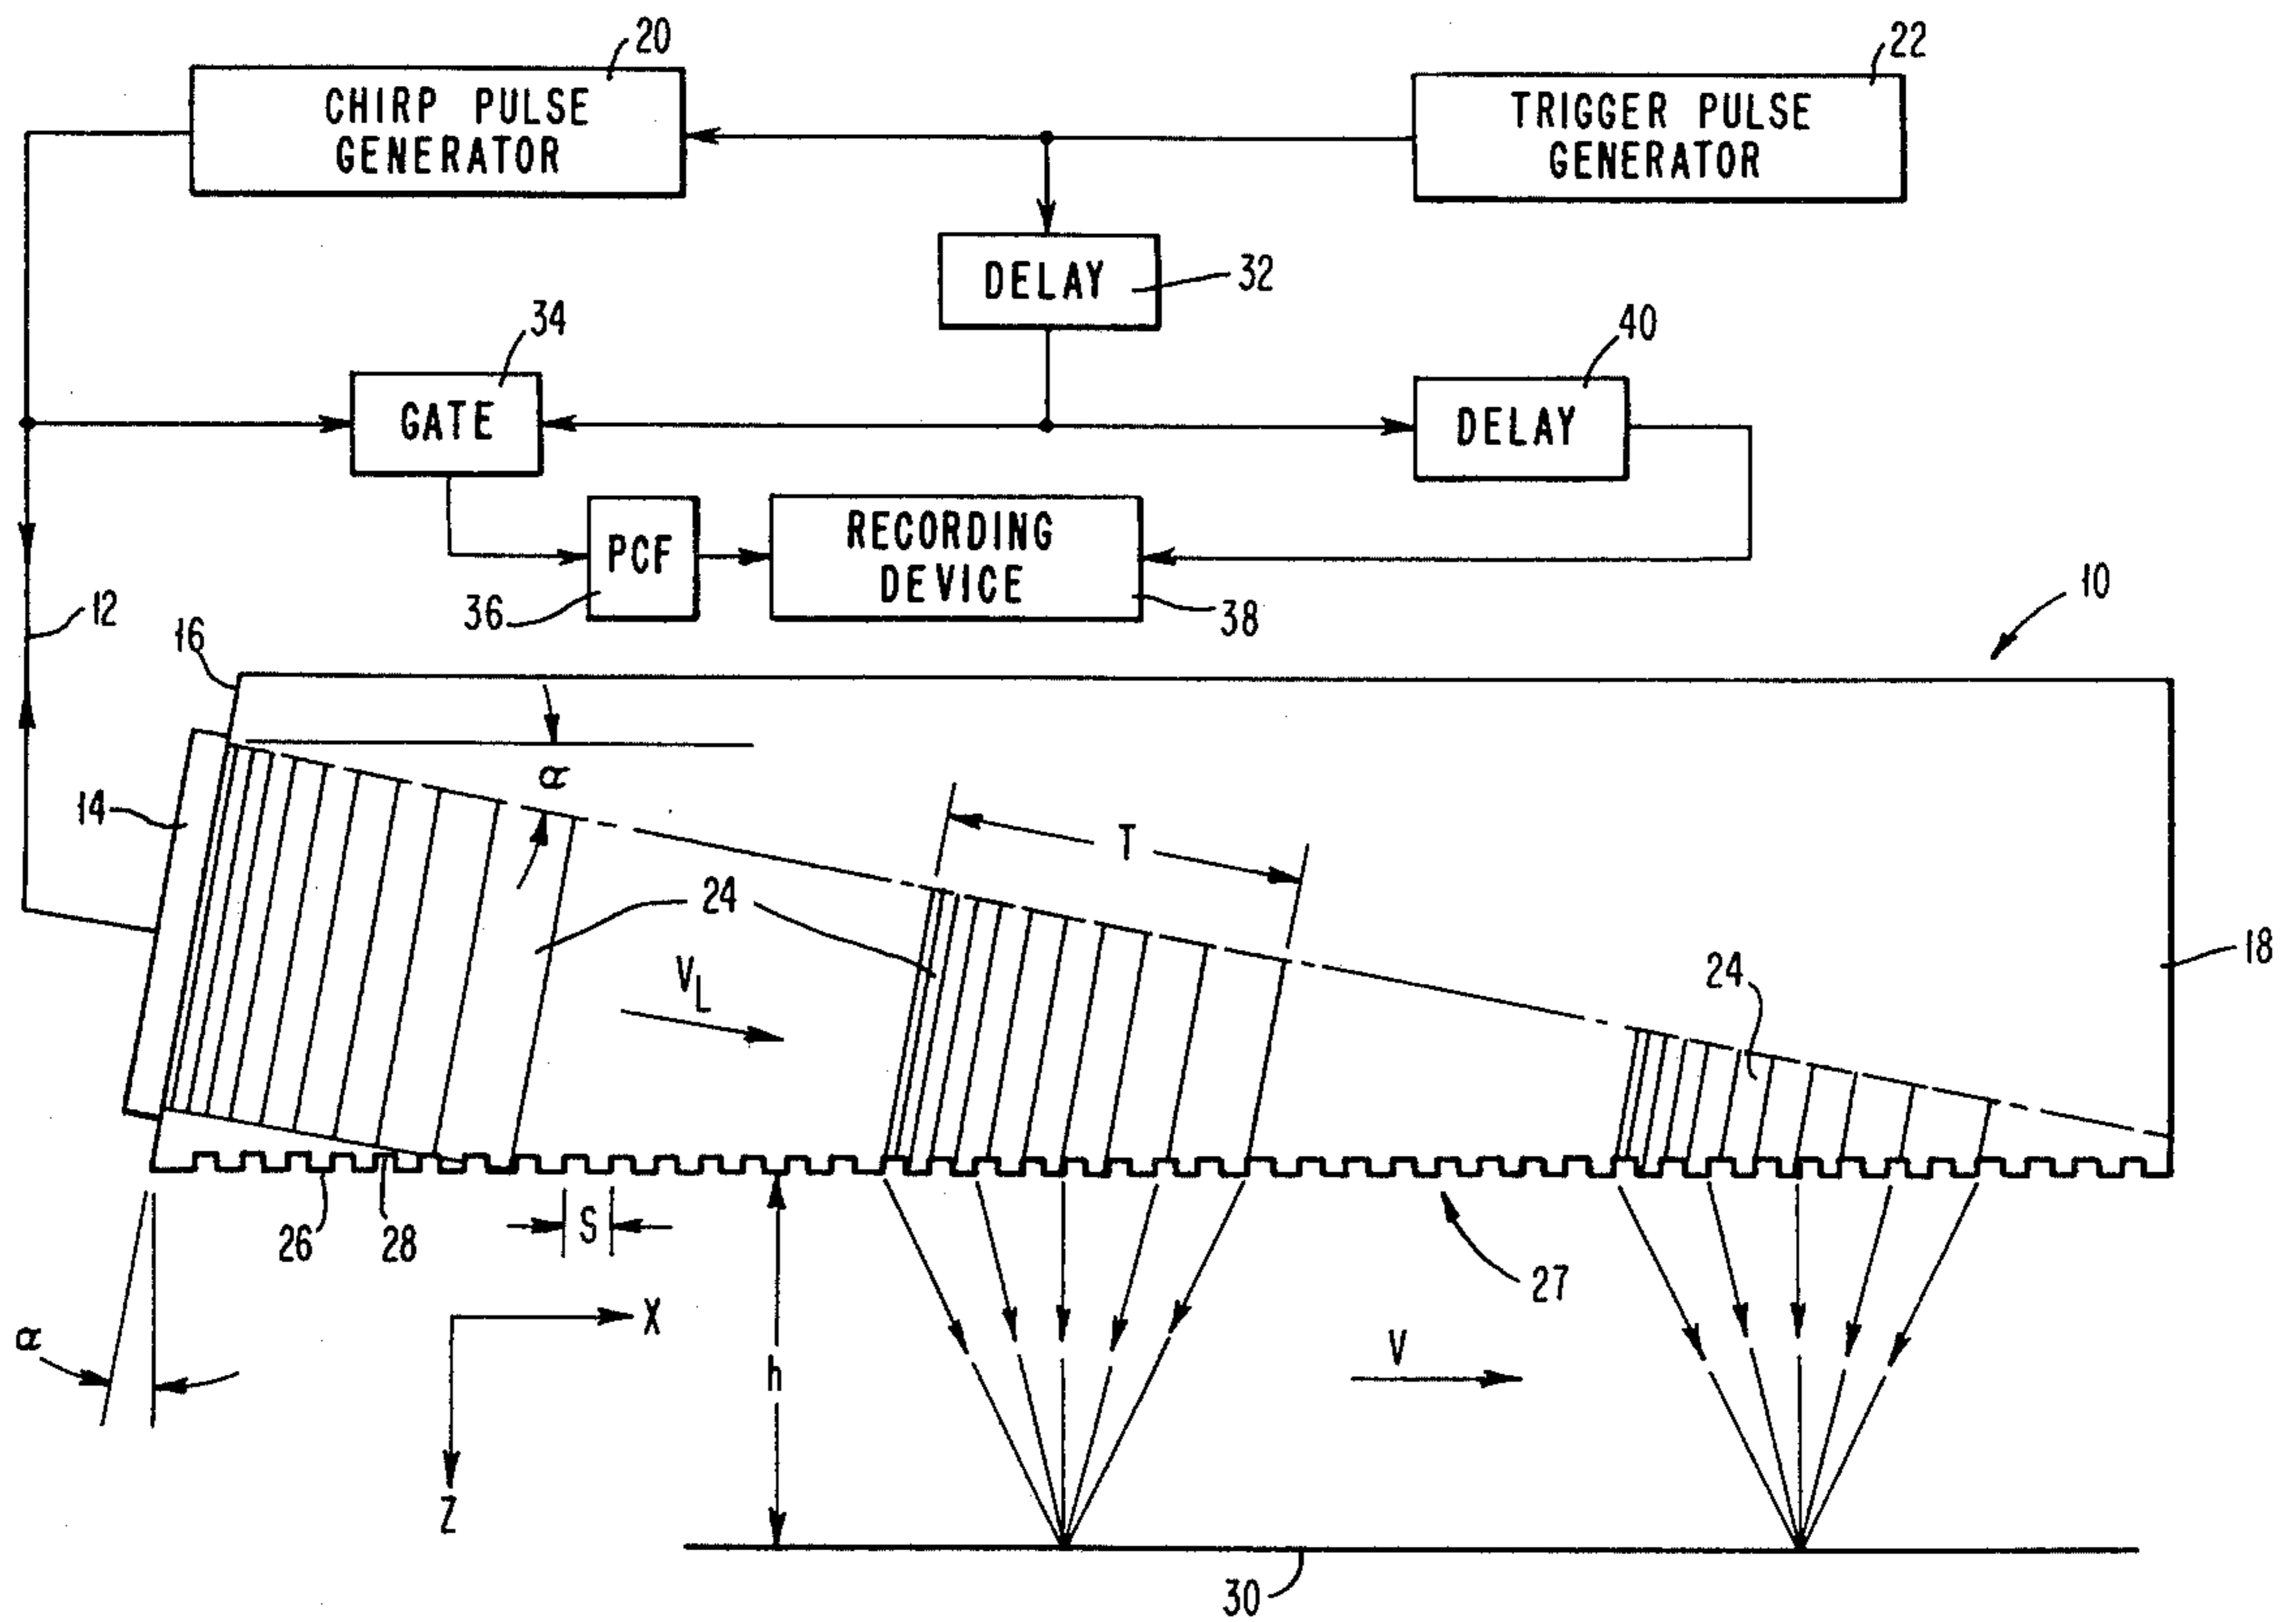 20
22
CHIRP PULSE
GENERATOR
TRIGGER PULSE
GENERATOR
DELAY
32
34
40
GATE
DELAY
PCF
RECORDING
DEVICE
36
38
10
12
16
α
14
T
24
24
18
VL
26
28
S
27
X
α
h
V
Z
30